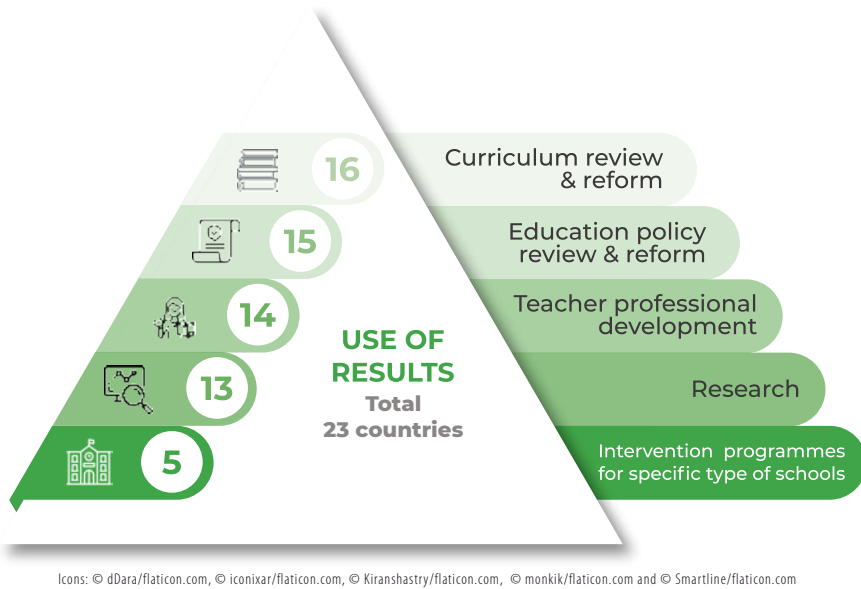 16
Curriculum review
& reform
15
Education policy
review & reform
14
Teacher professional
development
13
Research
5
Intervention programmes
for specific type of schools
USE OF
RESULTS
Total
23 countries
Icons: © dDara/flaticon.com, © iconixar/flaticon.com, © Kiranshastry/flaticon.com, © monkik/flaticon.com and © Smartline/flaticon.com